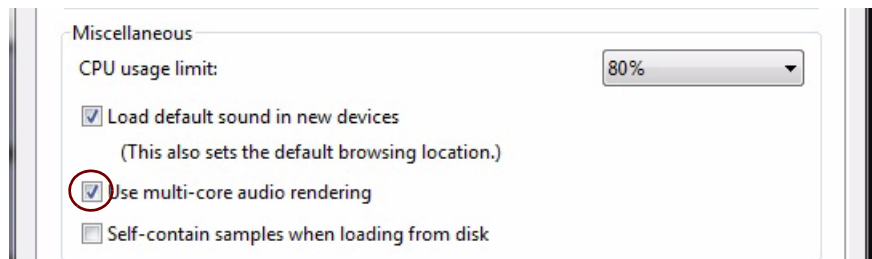 Miscellaneous
CPU usage limit: 80%
Load default sound in new devices
(This also sets the default browsing location.)
Use multi-core audio rendering
Self-contain samples when loading from disk